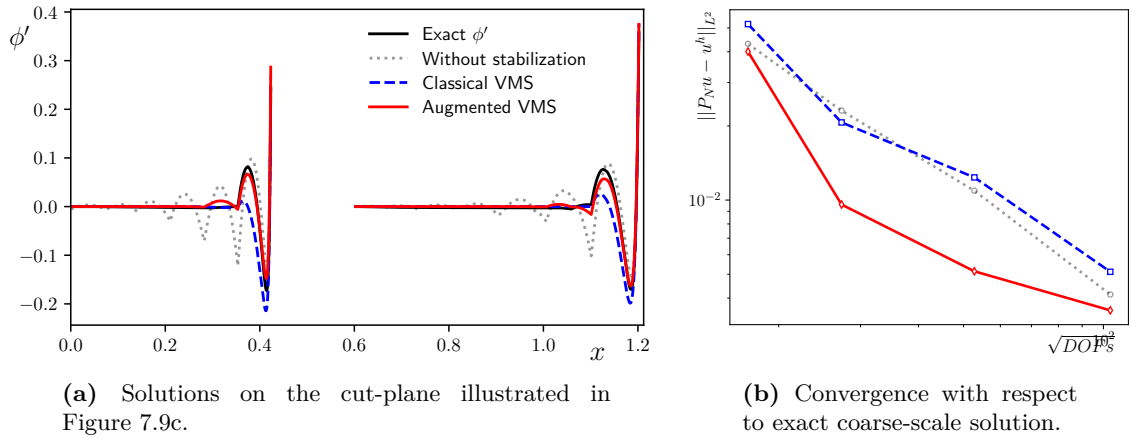 ϕ′
0.4
0.3
0.2
0.1
0.0
−0.1
−0.2
0.0
0.2
0.4
0.6
0.8
1.0
1.2
x
Exact ϕ′
Without stabilization
Classical VMS
Augmented VMS
||P_N u − u^h||_{L^2}
10^{−2}
10^2
√DOFs
(a) Solutions on the cut-plane illustrated in
Figure 7.9c.
(b) Convergence with respect
to exact coarse-scale solution.